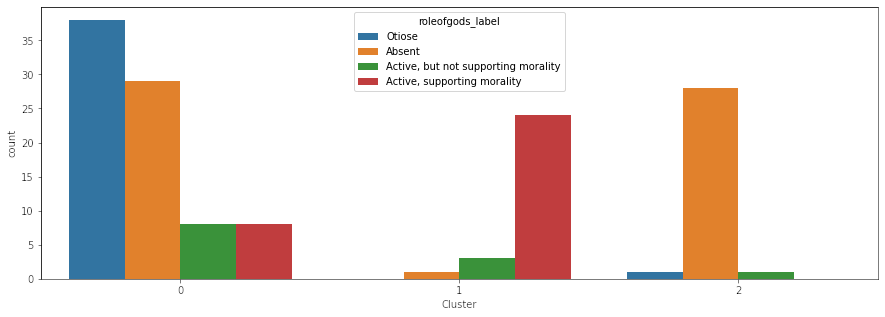 roleofgods_label
Otiose
Absent
Active, but not supporting morality
Active, supporting morality
count
35
30
25
20
15
10
5
0
0
1
2
Cluster